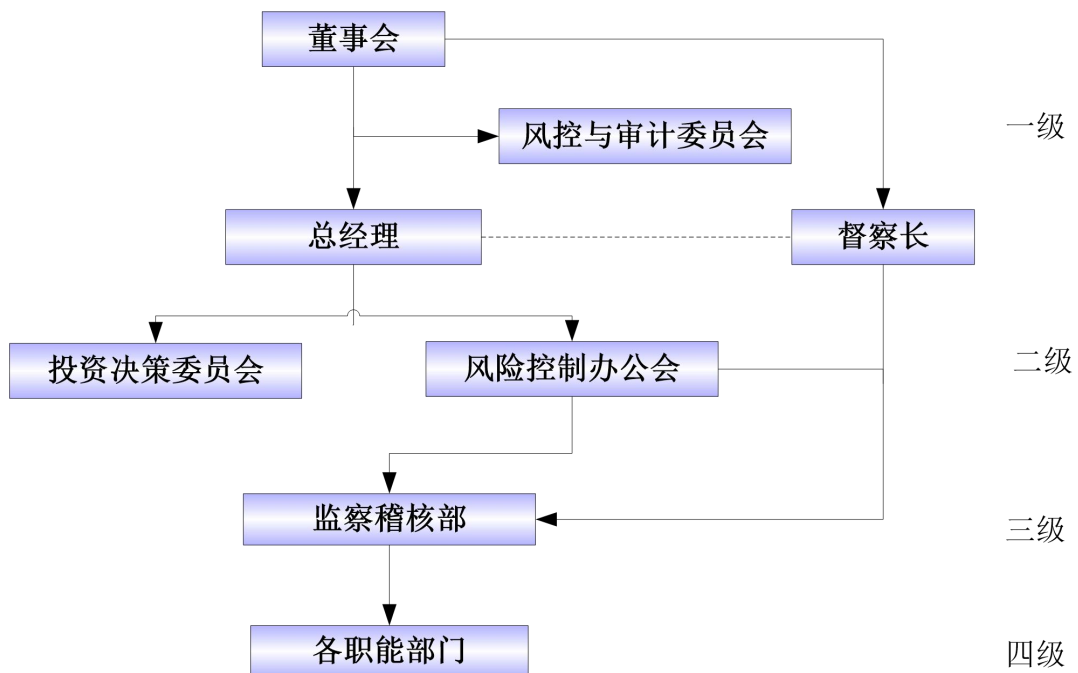 董事会
风控与审计委员会
一级
总经理
督察长
投资决策委员会
风险控制办公会
二级
监察稽核部
三级
各职能部门
四级